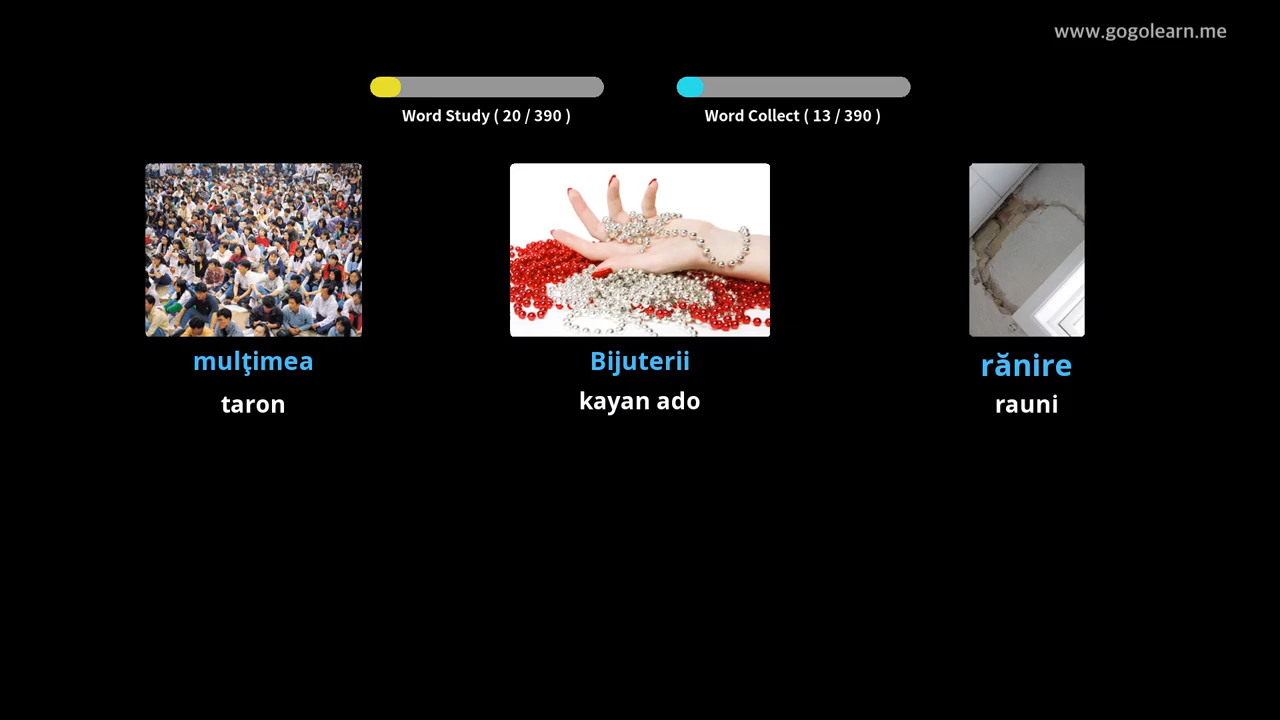 www.gogolearn.me
Word Study ( 20 / 390 )
Word Collect ( 13 / 390 )
mulţimea
Bijuterii
rănire
taron
kayan ado
rauni